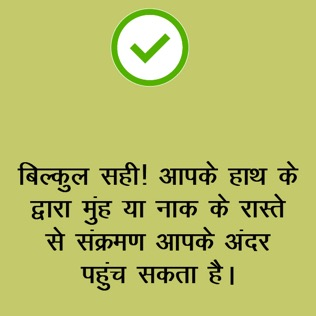 बिल्कुल सही! आपके हाथ के
द्वारा मुंह या नाक के रास्ते
से संक्रमण आपके अंदर
पहुंच सकता है।